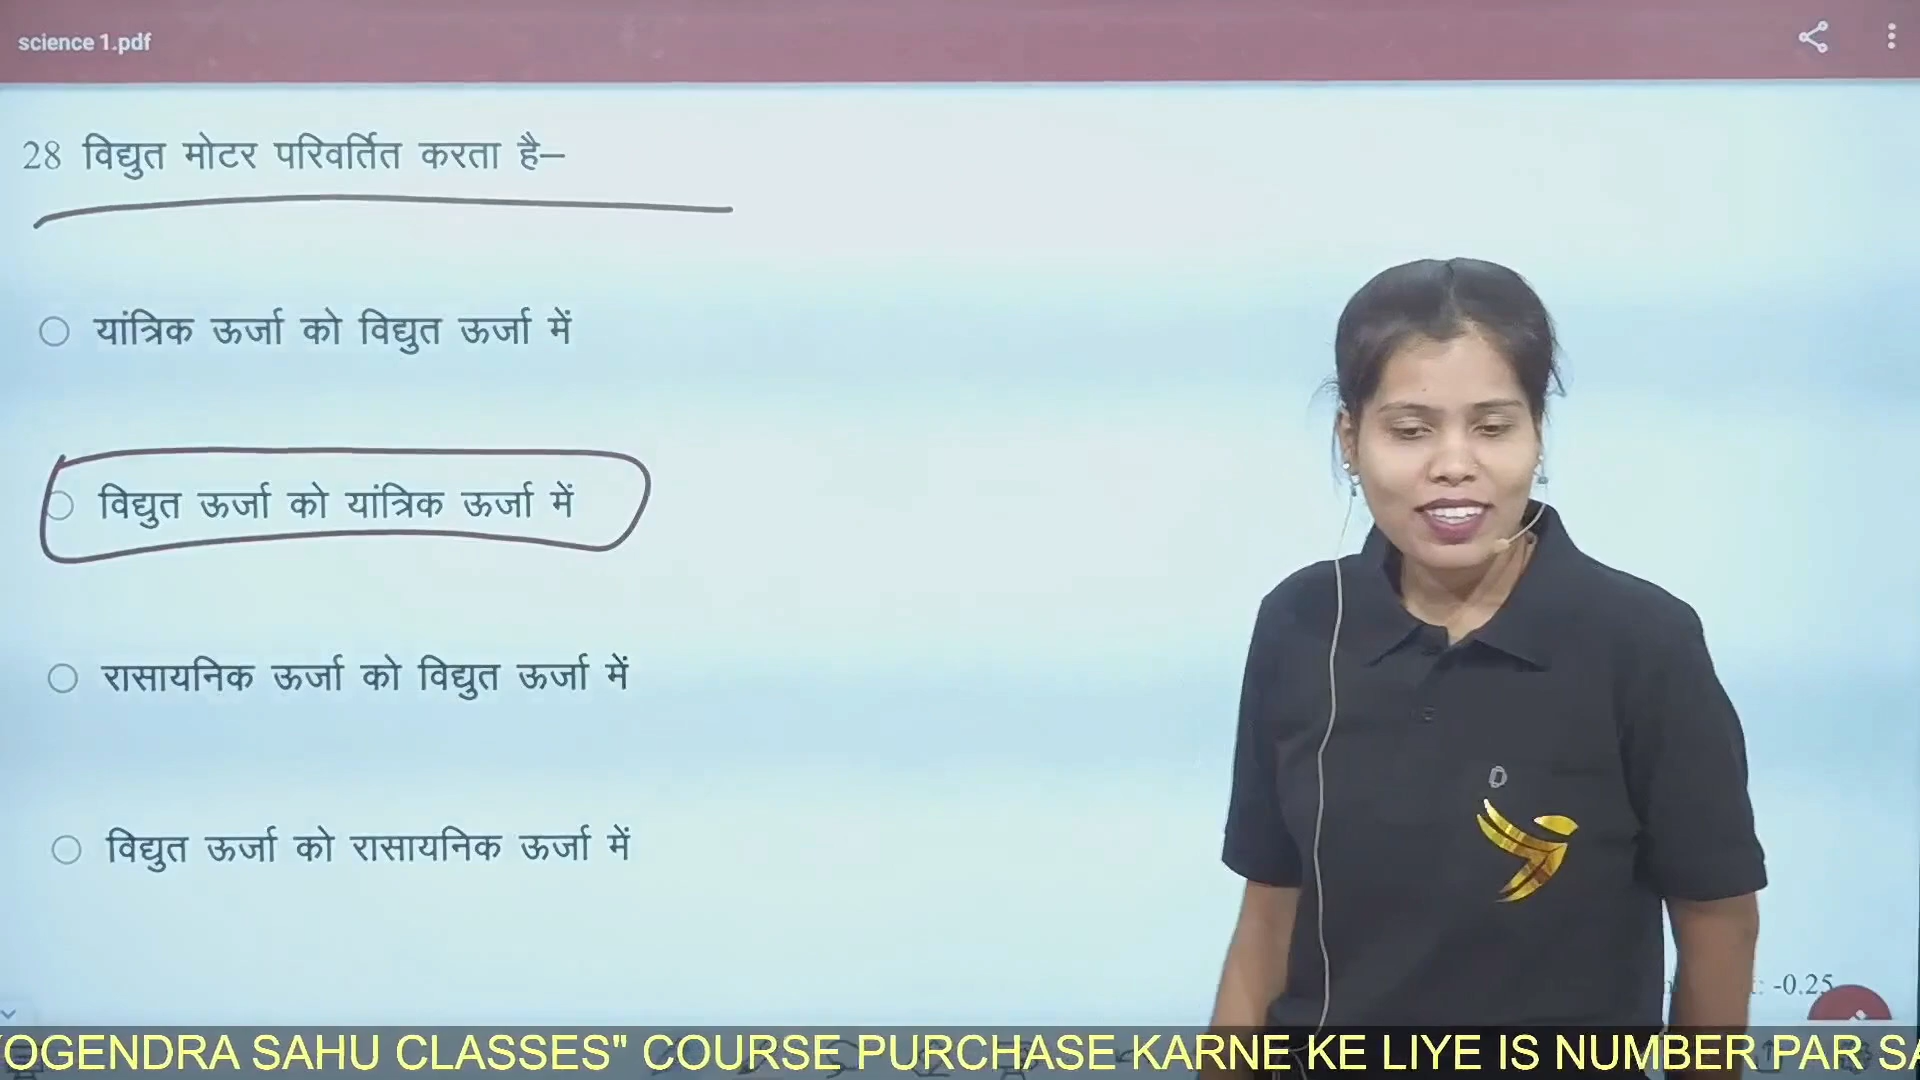 science 1.pdf
28 विद्युत मोटर परिवर्तित करता है–
यांत्रिक ऊर्जा को विद्युत ऊर्जा में
विद्युत ऊर्जा को यांत्रिक ऊर्जा में
रासायनिक ऊर्जा को विद्युत ऊर्जा में
विद्युत ऊर्जा को रासायनिक ऊर्जा में
: -0.25
OGENDRA SAHU CLASSES" COURSE PURCHASE KARNE KE LIYE IS NUMBER PAR SA